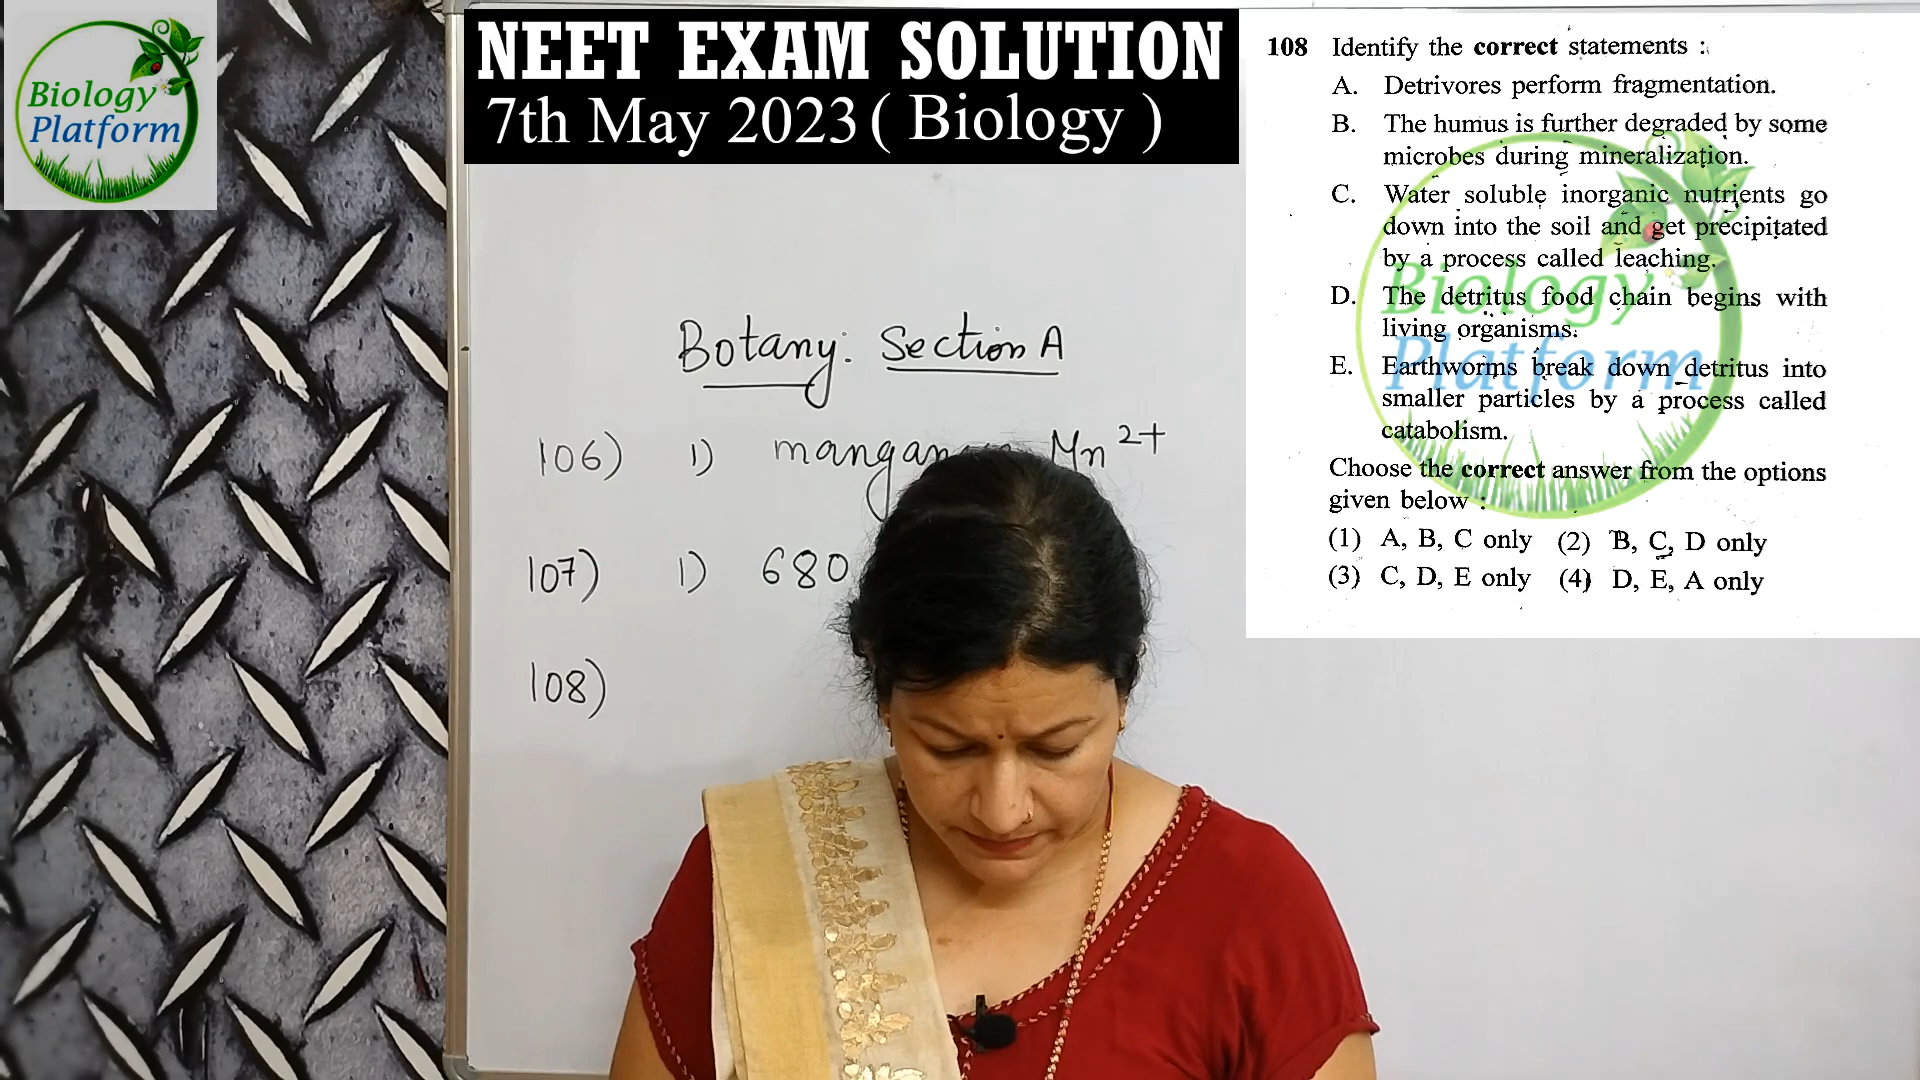 Biology
Platform
NEET EXAM SOLUTION
7th May 2023 ( Biology )
Botany: Section A
106) 1) Mn2+
107) 1) 680
108)
108 Identify the correct statements :
A. Detrivores perform fragmentation.
B. The humus is further degraded by some
microbes during mineralization.
C. Water soluble inorganic nutrients go
down into the soil and get precipitated
by a process called leaching.
D. The detritus food chain begins with
living organisms.
E. Earthworms break down detritus into
smaller particles by a process called
catabolism.
Choose the correct answer from the options
given below :
(1) A, B, C only (2) B, C, D only
(3) C, D, E only (4) D, E, A only
Biology
Platform